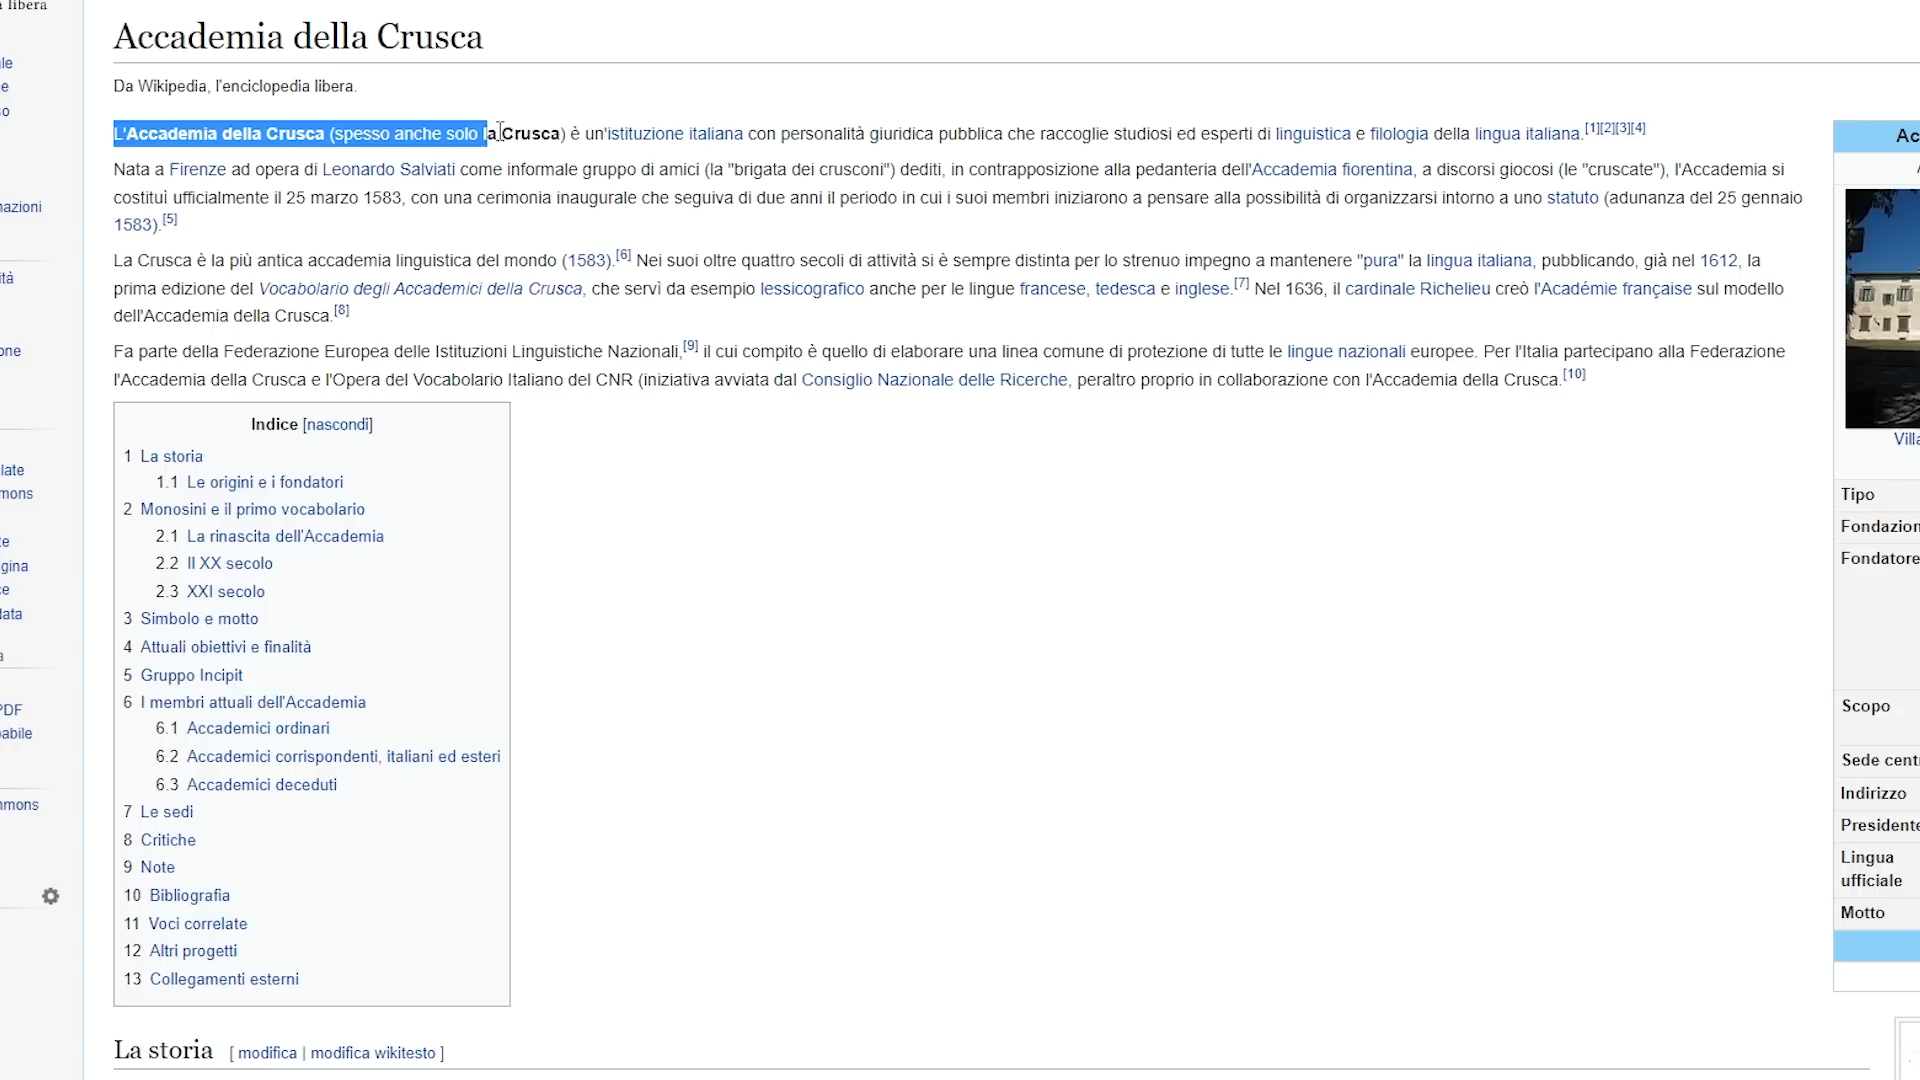 libera
Accademia della Crusca
Da Wikipedia, l'enciclopedia libera.
L'Accademia della Crusca (spesso anche solo la Crusca) è un'istituzione italiana con personalità giuridica pubblica che raccoglie studiosi ed esperti di linguistica e filologia della lingua italiana.[1][2][3][4]
Nata a Firenze ad opera di Leonardo Salviati come informale gruppo di amici (la "brigata dei crusconi") dediti, in contrapposizione alla pedanteria dell'Accademia fiorentina, a discorsi giocosi (le "cruscate"), l'Accademia si
costituì ufficialmente il 25 marzo 1583, con una cerimonia inaugurale che seguiva di due anni il periodo in cui i suoi membri iniziarono a pensare alla possibilità di organizzarsi intorno a uno statuto (adunanza del 25 gennaio
1583).[5]
La Crusca è la più antica accademia linguistica del mondo (1583).[6] Nei suoi oltre quattro secoli di attività si è sempre distinta per lo strenuo impegno a mantenere "pura" la lingua italiana, pubblicando, già nel 1612, la
prima edizione del Vocabolario degli Accademici della Crusca, che servì da esempio lessicografico anche per le lingue francese, tedesca e inglese.[7] Nel 1636, il cardinale Richelieu creò l'Académie française sul modello
dell'Accademia della Crusca.[8]
Fa parte della Federazione Europea delle Istituzioni Linguistiche Nazionali,[9] il cui compito è quello di elaborare una linea comune di protezione di tutte le lingue nazionali europee. Per l'Italia partecipano alla Federazione
l'Accademia della Crusca e l'Opera del Vocabolario Italiano del CNR (iniziativa avviata dal Consiglio Nazionale delle Ricerche, peraltro proprio in collaborazione con l'Accademia della Crusca.[10]
Indice [nascondi]
1 La storia
1.1 Le origini e i fondatori
2 Monosini e il primo vocabolario
2.1 La rinascita dell'Accademia
2.2 Il XX secolo
2.3 XXI secolo
3 Simbolo e motto
4 Attuali obiettivi e finalità
5 Gruppo Incipit
6 I membri attuali dell'Accademia
6.1 Accademici ordinari
6.2 Accademici corrispondenti, italiani ed esteri
6.3 Accademici deceduti
7 Le sedi
8 Critiche
9 Note
10 Bibliografia
11 Voci correlate
12 Altri progetti
13 Collegamenti esterni
La storia [ modifica | modifica wikitesto ]
Ac
Villa
Tipo
Fondazion
Fondatore
Scopo
Sede cent
Indirizzo
Presidente
Lingua
ufficiale
Motto